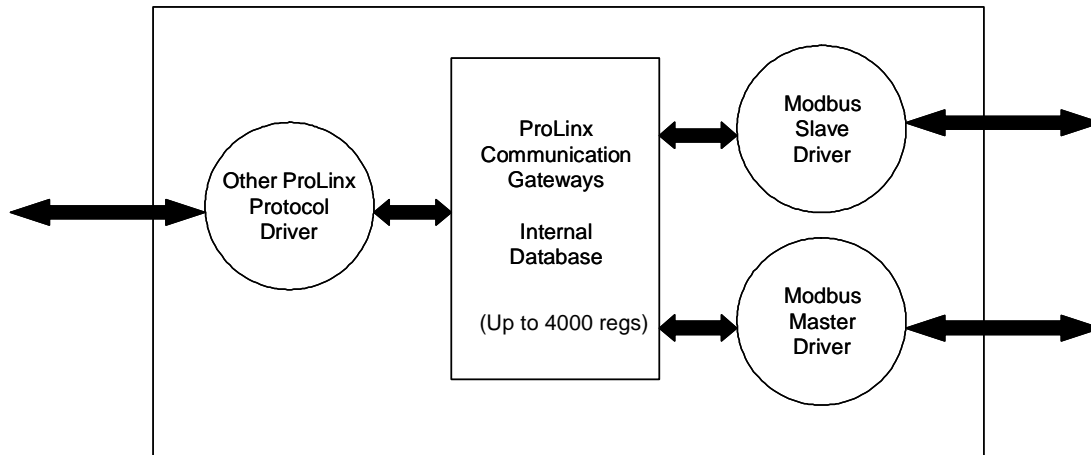 Other ProLinx
Protocol
Driver
ProLinx
Communication
Gateways
Internal
Database
(Up to 4000 regs)
Modbus
Slave
Driver
Modbus
Master
Driver